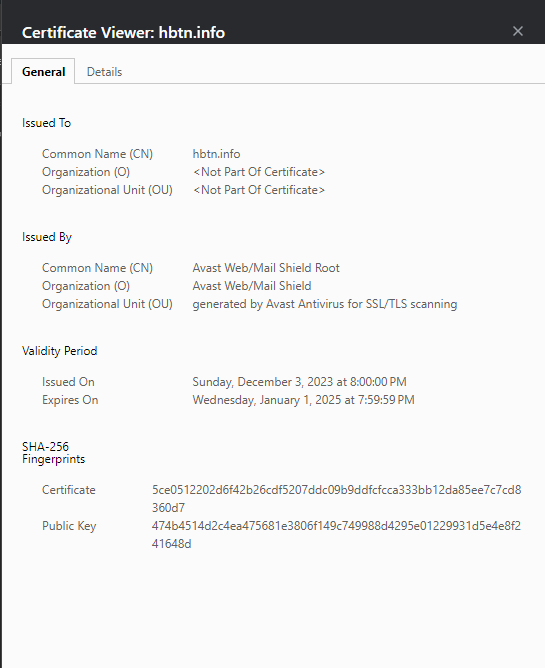 Certificate Viewer: hbtn.info
General Details
Issued To
Common Name (CN) hbtn.info
Organization (O) <Not Part Of Certificate>
Organizational Unit (OU) <Not Part Of Certificate>
Issued By
Common Name (CN) Avast Web/Mail Shield Root
Organization (O) Avast Web/Mail Shield
Organizational Unit (OU) generated by Avast Antivirus for SSL/TLS scanning
Validity Period
Issued On Sunday, December 3, 2023 at 8:00:00 PM
Expires On Wednesday, January 1, 2025 at 7:59:59 PM
SHA-256
Fingerprints
Certificate 5ce0512202d6f42b26cdf5207ddc09b9ddfcfcca333bb12da85ee7c7cd8
360d7
Public Key 474b4514d2c4ea475681e3806f149c749988d4295e01229931d5e4e8f2
41648d